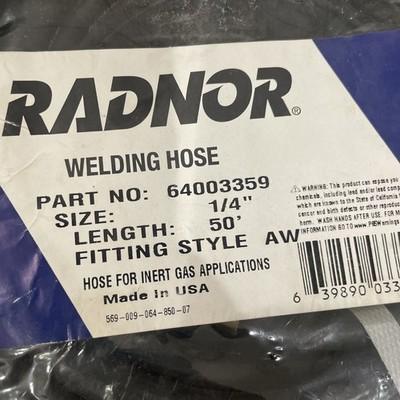 RADNOR®
WELDING HOSE
PART NO: 64003359
SIZE: 1/4"
LENGTH: 50'
FITTING STYLE AW
HOSE FOR INERT GAS APPLICATIONS
Made in USA
569-009-064-850-07
WARNING: This product can expose you
chemicals, including lead and/or lead comp
which are known to the State of California
cancer and birth defects or other reproduc
harm. WASH HANDS AFTER USE. FOR M
INFORMATION GO TO www.P65Warnings
6 39890 033